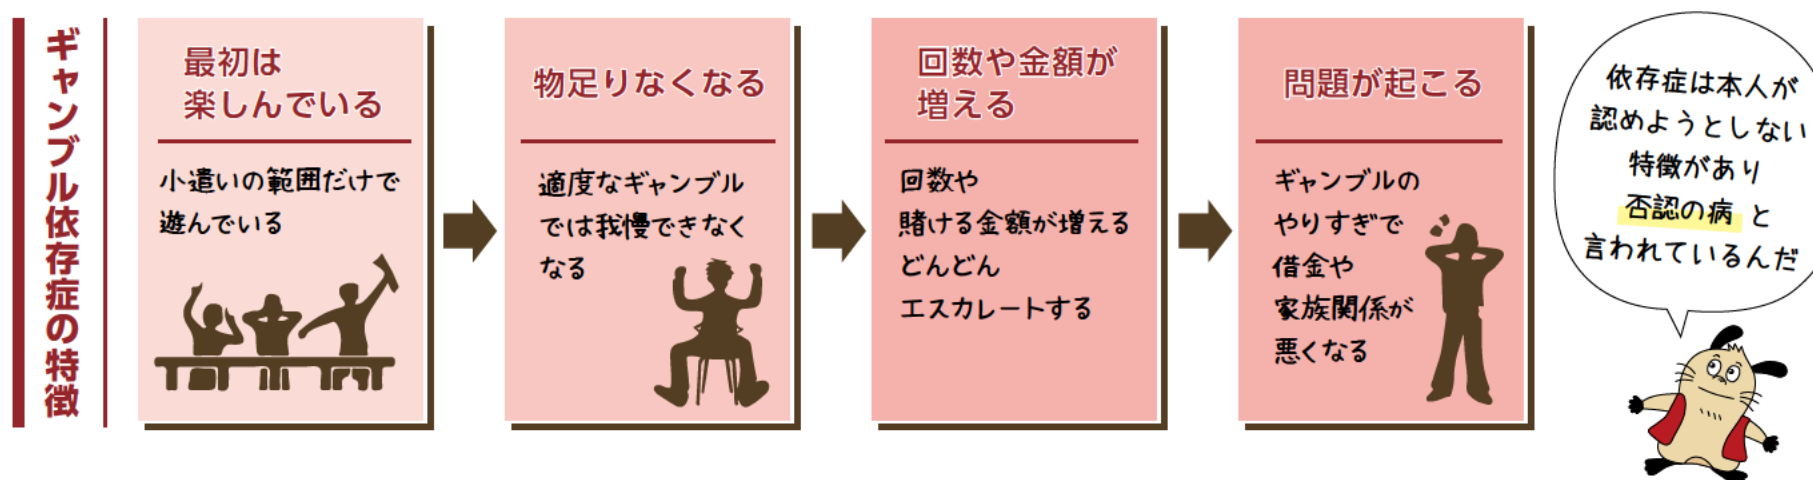 ギャンブル依存症の特徴
最初は
楽しんでいる
小遣いの範囲だけで
遊んでいる
物足りなくなる
適度なギャンブル
では我慢できなく
なる
回数や金額が
増える
回数や
賭ける金額が増える
どんどん
エスカレートする
問題が起こる
ギャンブルの
やりすぎで
借金や
家族関係が
悪くなる
依存症は本人が
認めようとしない
特徴があり
否認の病 と
言われているんだ